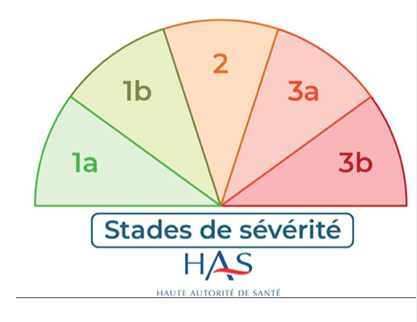 1a
1b
2
3a
3b
Stades de sévérité
HAS
HAUTE AUTORITÉ DE SANTÉ